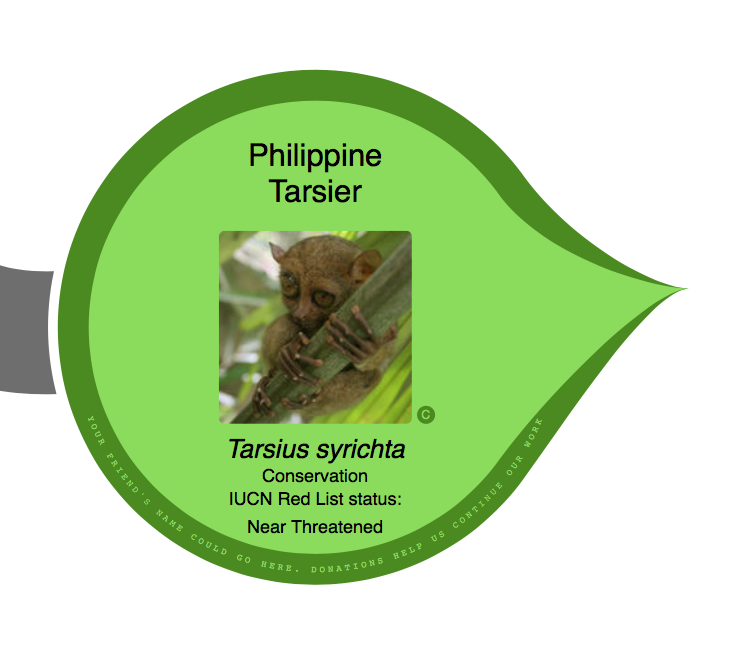 Philippine
Tarsier
C
Tarsius syrichta
Conservation
IUCN Red List status:
Near Threatened
YOUR FRIEND'S NAME COULD GO HERE. DONATIONS HELP US CONTINUE OUR WORK